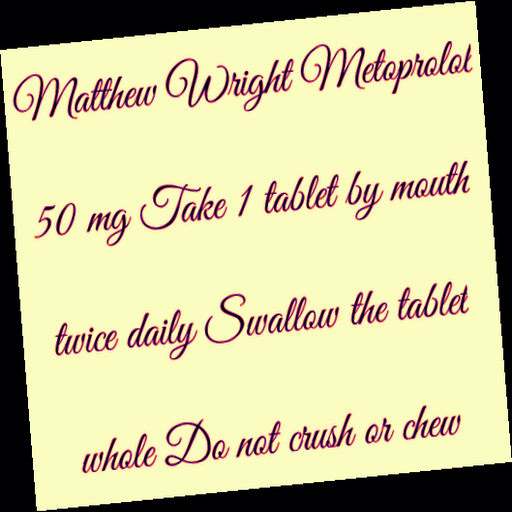 Matthew Wright Metoprolol
50 mg Take 1 tablet by mouth
twice daily Swallow the tablet
whole Do not crush or chew